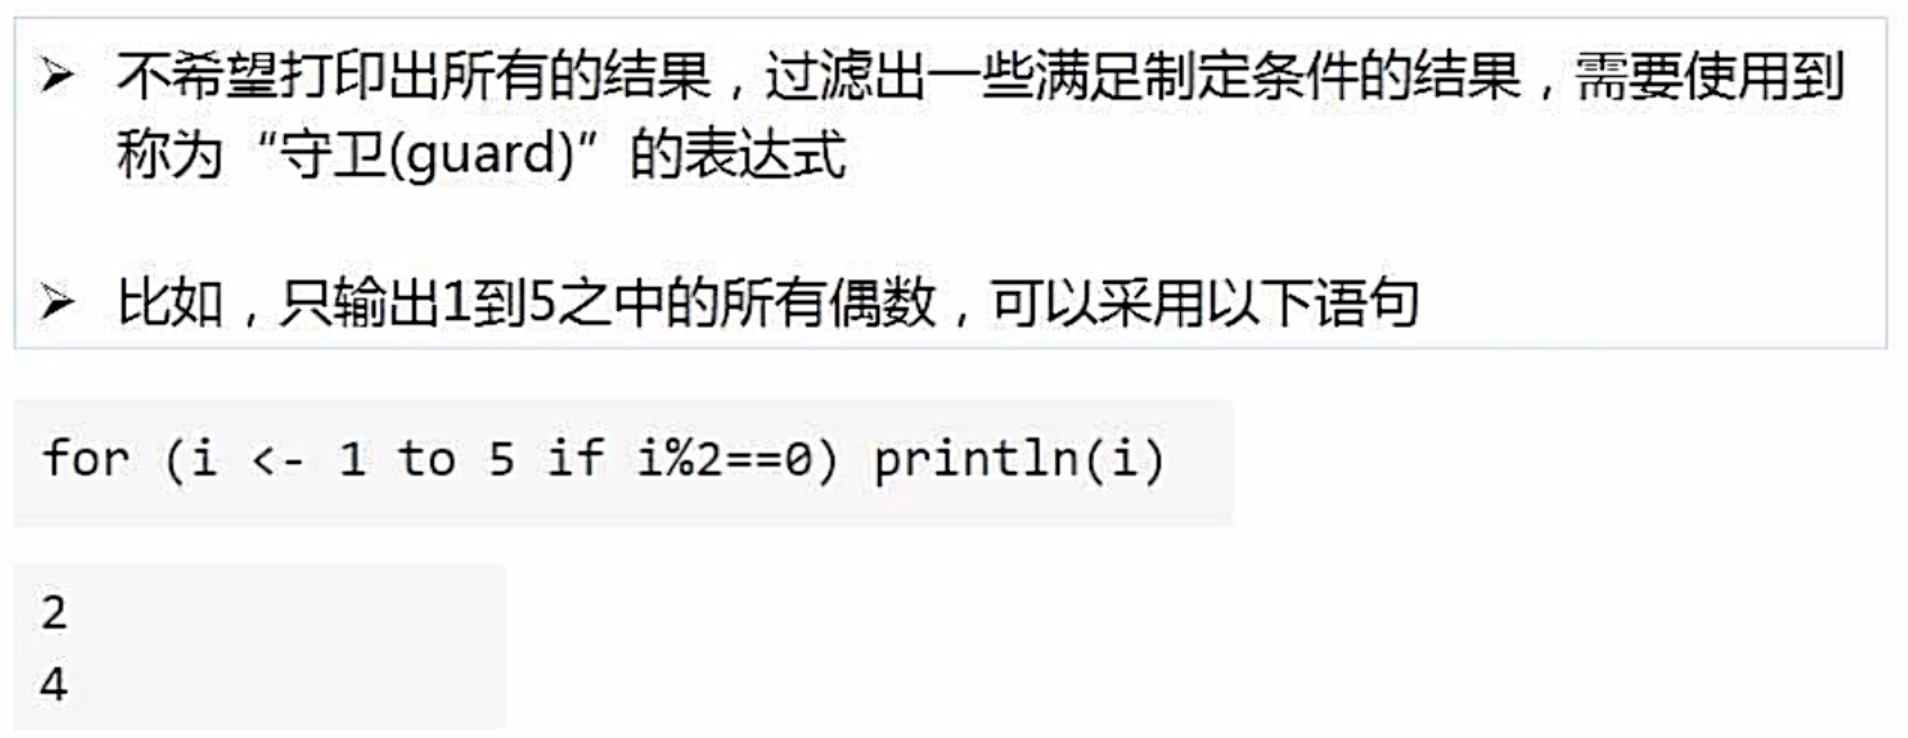 ➢ 不希望打印出所有的结果，过滤出一些满足制定条件的结果，需要使用到
称为“守卫(guard)”的表达式
➢ 比如，只输出1到5之中的所有偶数，可以采用以下语句
for (i <- 1 to 5 if i%2==0) println(i)
2
4